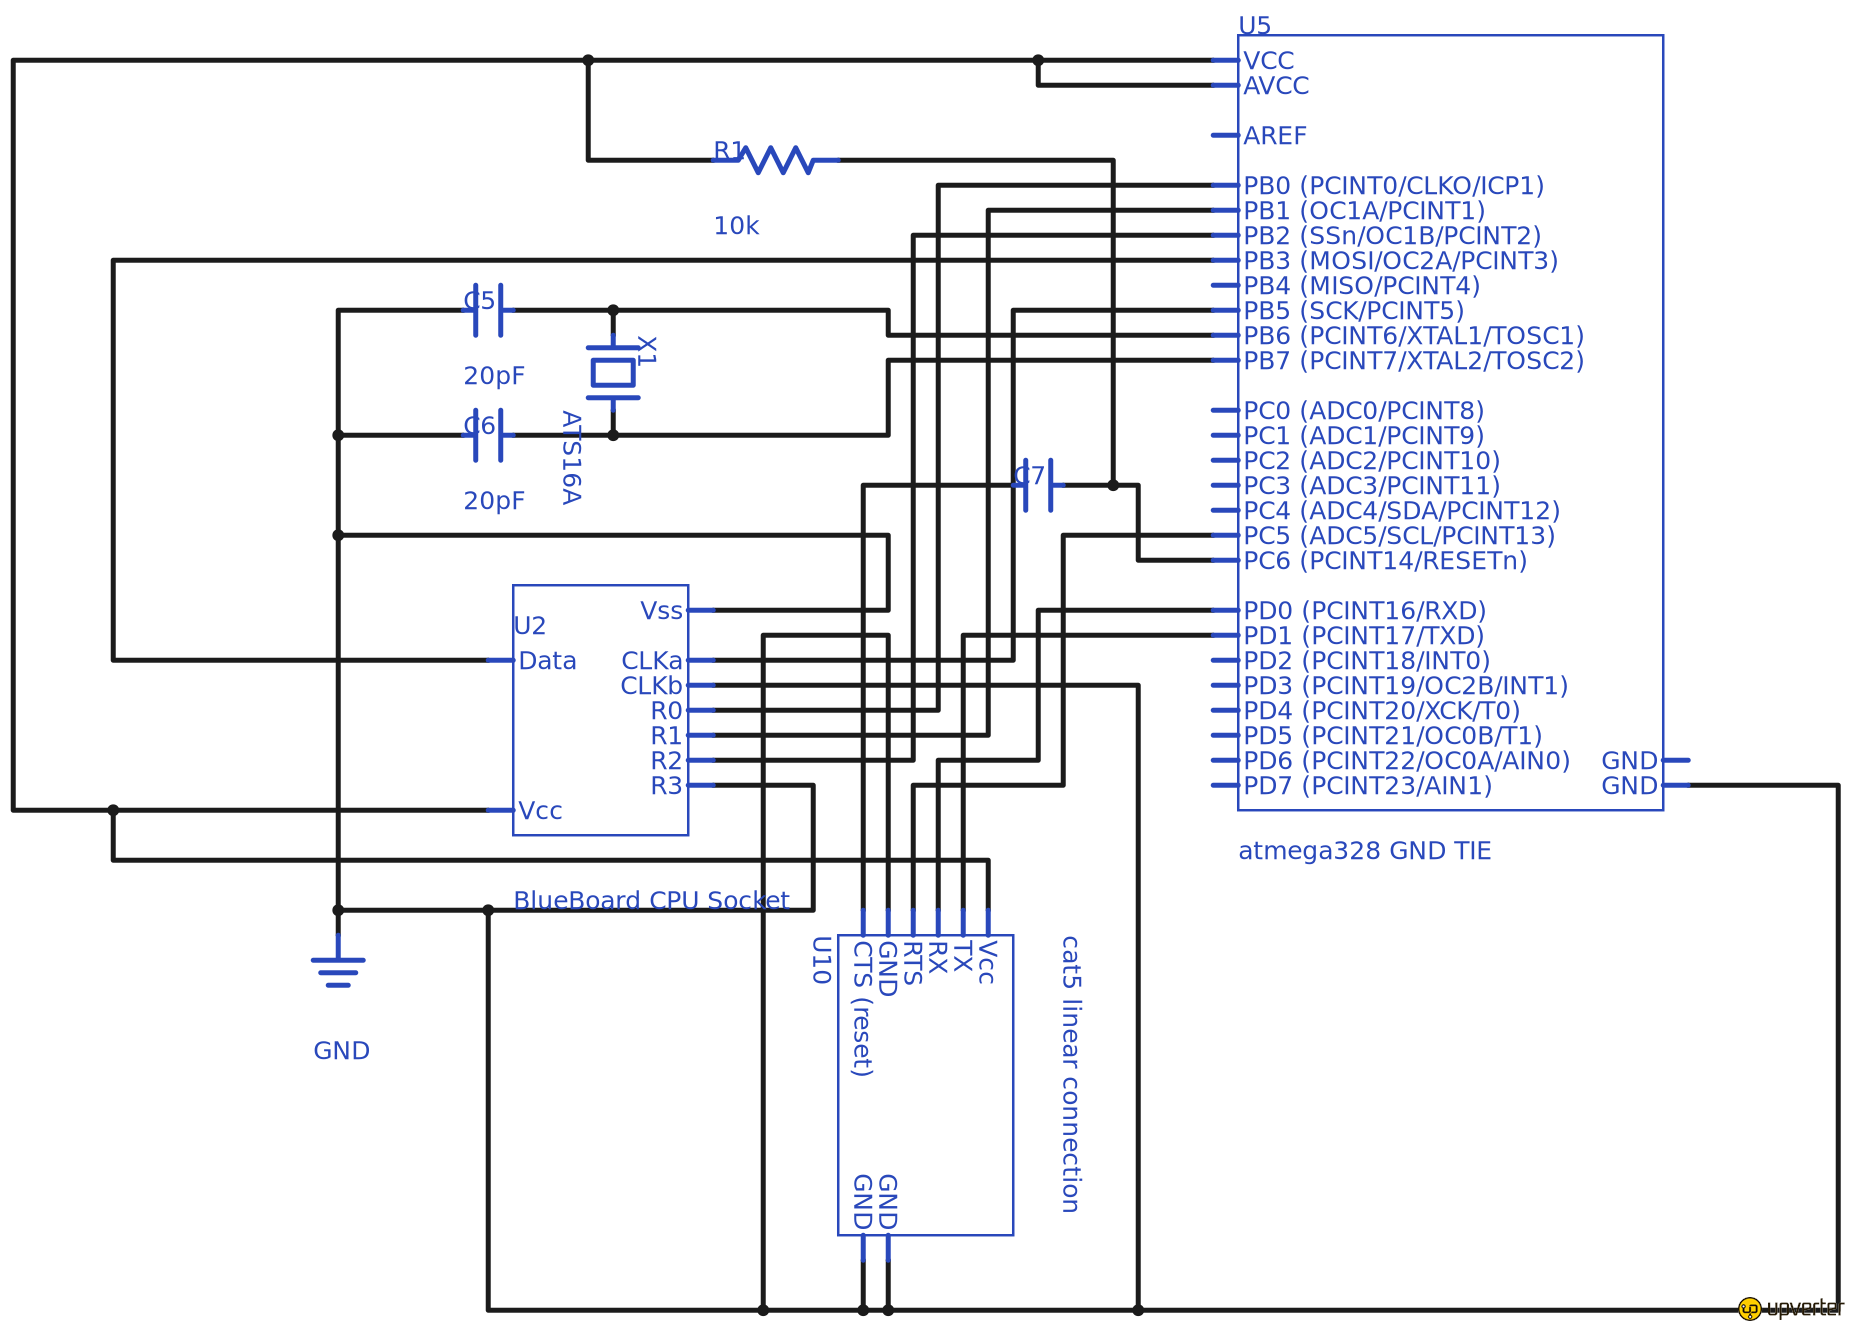 U5
VCC
AVCC
AREF
R1
10k
PB0 (PCINT0/CLKO/ICP1)
PB1 (OC1A/PCINT1)
PB2 (SSn/OC1B/PCINT2)
PB3 (MOSI/OC2A/PCINT3)
PB4 (MISO/PCINT4)
PB5 (SCK/PCINT5)
PB6 (PCINT6/XTAL1/TOSC1)
PB7 (PCINT7/XTAL2/TOSC2)
C5
20pF
X1
ATS16A
C6
20pF
C7
PC0 (ADC0/PCINT8)
PC1 (ADC1/PCINT9)
PC2 (ADC2/PCINT10)
PC3 (ADC3/PCINT11)
PC4 (ADC4/SDA/PCINT12)
PC5 (ADC5/SCL/PCINT13)
PC6 (PCINT14/RESETn)
PD0 (PCINT16/RXD)
PD1 (PCINT17/TXD)
PD2 (PCINT18/INT0)
PD3 (PCINT19/OC2B/INT1)
PD4 (PCINT20/XCK/T0)
PD5 (PCINT21/OC0B/T1)
PD6 (PCINT22/OC0A/AIN0)
PD7 (PCINT23/AIN1)
GND
GND
atmega328 GND TIE
U2
Data
Vcc
Vss
CLKa
CLKb
R0
R1
R2
R3
BlueBoard CPU Socket
GND
U10
CTS (reset)
GND
RTS
RX
TX
Vcc
GND
GND
cat5 linear connection
upverter